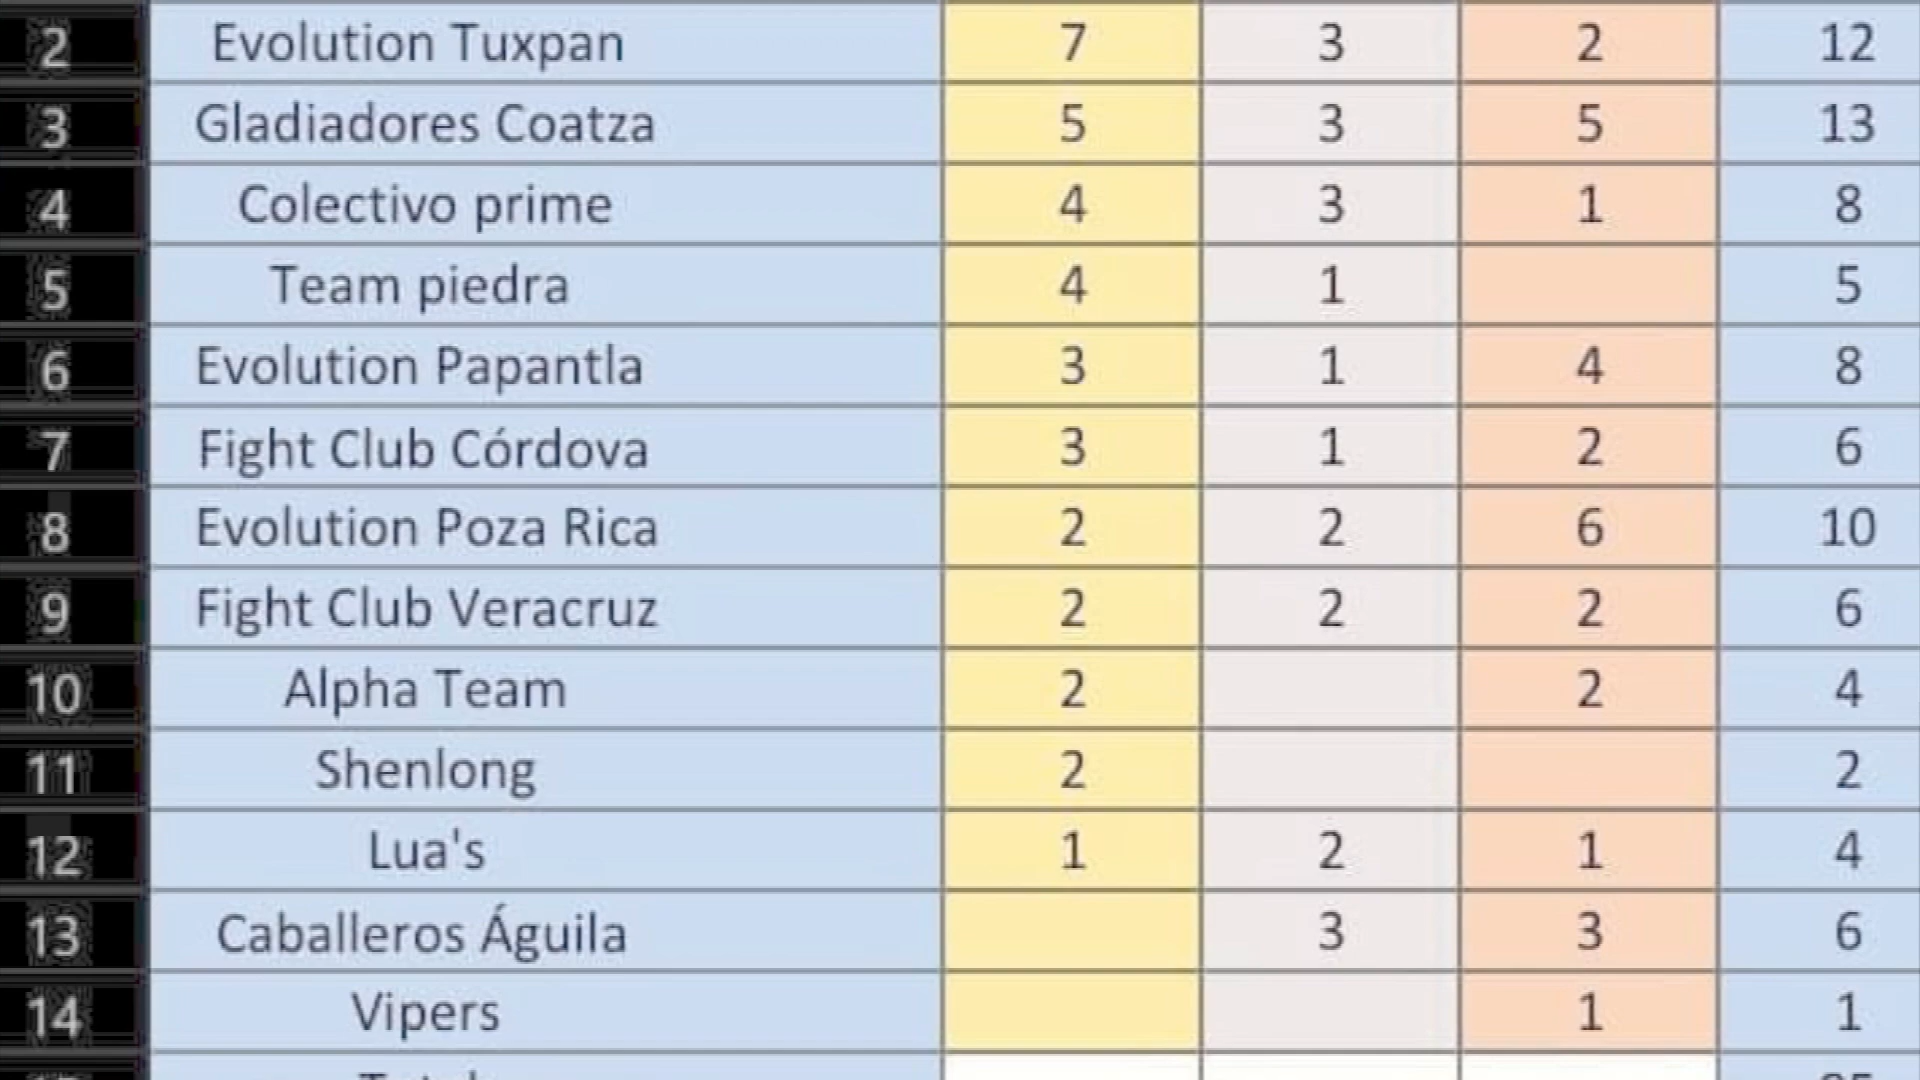 2 Evolution Tuxpan 7 3 2 12
3 Gladiadores Coatza 5 3 5 13
4 Colectivo prime 4 3 1 8
5 Team piedra 4 1 5
6 Evolution Papantla 3 1 4 8
7 Fight Club Córdova 3 1 2 6
8 Evolution Poza Rica 2 2 6 10
9 Fight Club Veracruz 2 2 2 6
10 Alpha Team 2 2 4
11 Shenlong 2 2
12 Lua's 1 2 1 4
13 Caballeros Águila 3 3 6
14 Vipers 1 1